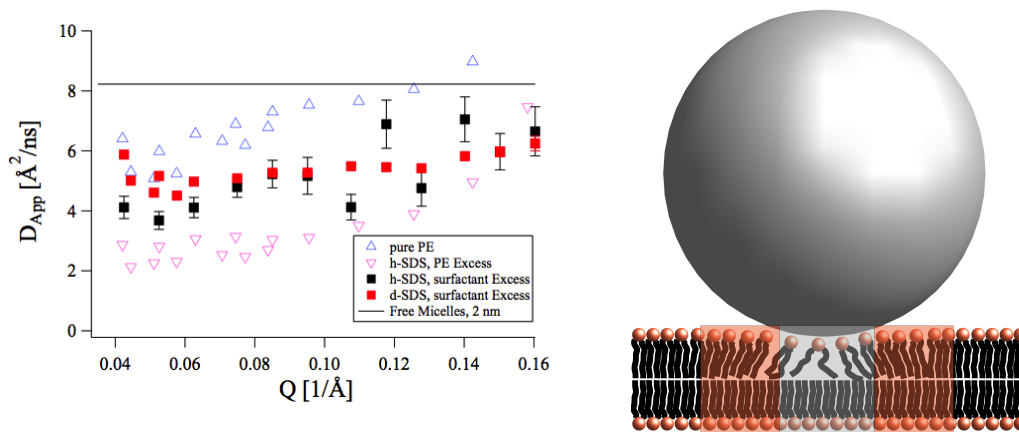 10
8
6
4
2
0
D_App [Å²/ns]
pure PE
h-SDS, PE Excess
h-SDS, surfactant Excess
d-SDS, surfactant Excess
Free Micelles, 2 nm
0.04 0.06 0.08 0.10 0.12 0.14 0.16
Q [1/Å]